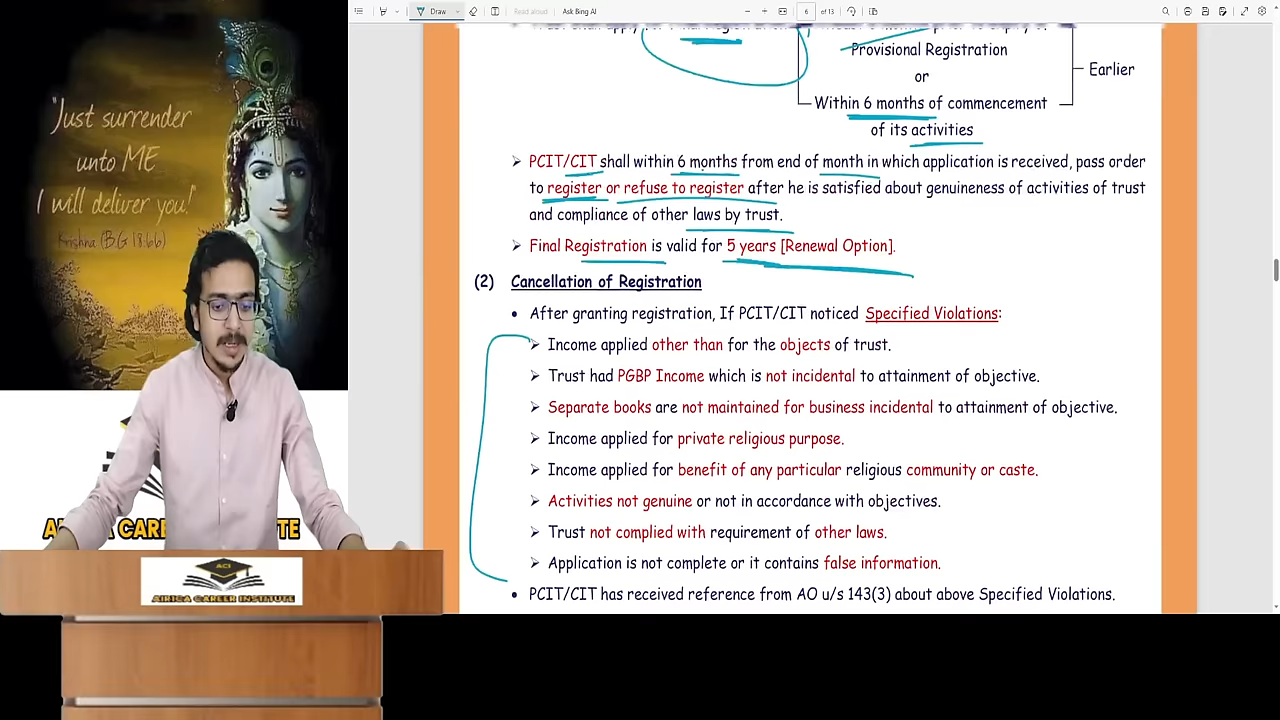 Draw
Read aloud
Ask Bing AI
6
of 13
"Just surrender
unto ME
I will deliver you!'
Krishna (BG 18:66)
Provisional Registration
or
Earlier
Within 6 months of commencement
of its activities
➢ PCIT/CIT shall within 6 months from end of month in which application is received, pass order
to register or refuse to register after he is satisfied about genuineness of activities of trust
and compliance of other laws by trust.
➢ Final Registration is valid for 5 years [Renewal Option].
(2) Cancellation of Registration
• After granting registration, If PCIT/CIT noticed Specified Violations:
➢ Income applied other than for the objects of trust.
➢ Trust had PGBP Income which is not incidental to attainment of objective.
➢ Separate books are not maintained for business incidental to attainment of objective.
➢ Income applied for private religious purpose.
➢ Income applied for benefit of any particular religious community or caste.
➢ Activities not genuine or not in accordance with objectives.
➢ Trust not complied with requirement of other laws.
➢ Application is not complete or it contains false information.
• PCIT/CIT has received reference from AO u/s 143(3) about above Specified Violations.
ACI
AIRICA CAREER INSTITUTE